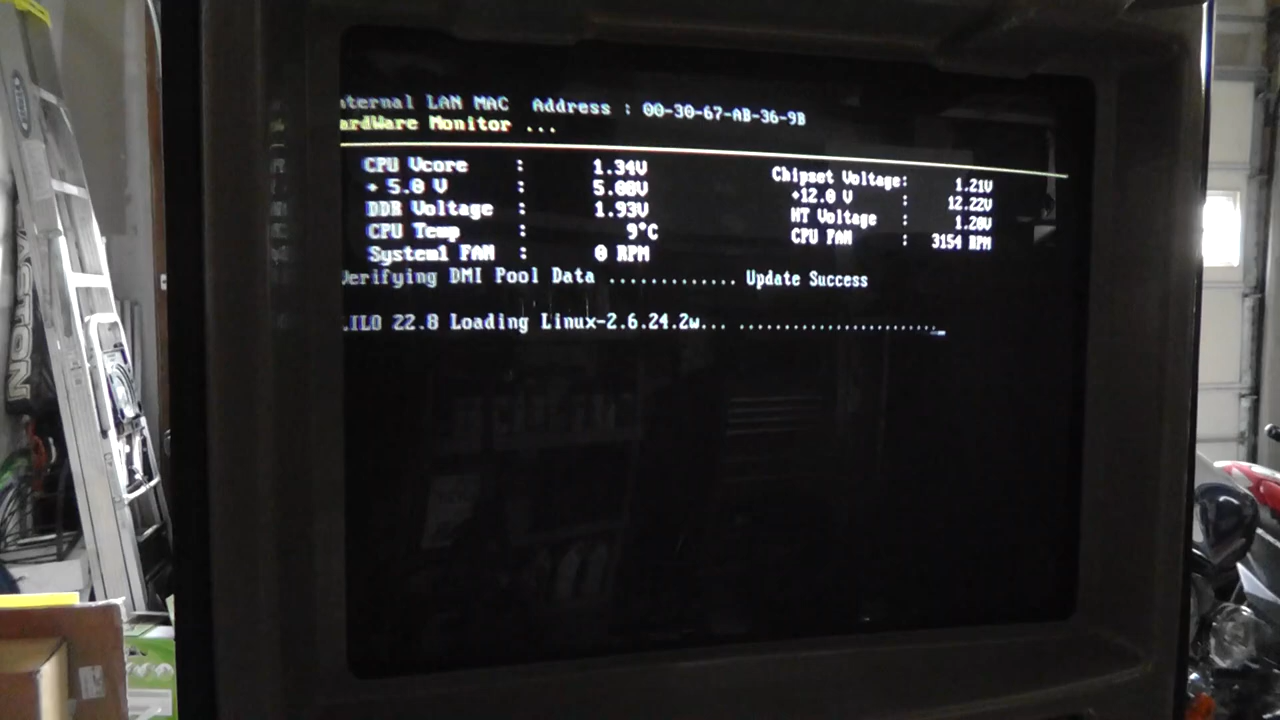 ternal LAN MAC Address : 00-30-67-AB-36-9B
ardWare Monitor ...
CPU Vcore : 1.34V Chipset Voltage: 1.21V
+ 5.0 V : 5.08V +12.0 V : 12.22V
DDR Voltage : 1.93V HT Voltage : 1.20V
CPU Temp : 9°C CPU FAN : 3154 RPM
System1 FAN : 0 RPM
Verifying DMI Pool Data ............. Update Success
LILO 22.8 Loading Linux-2.6.24.2w... ......................